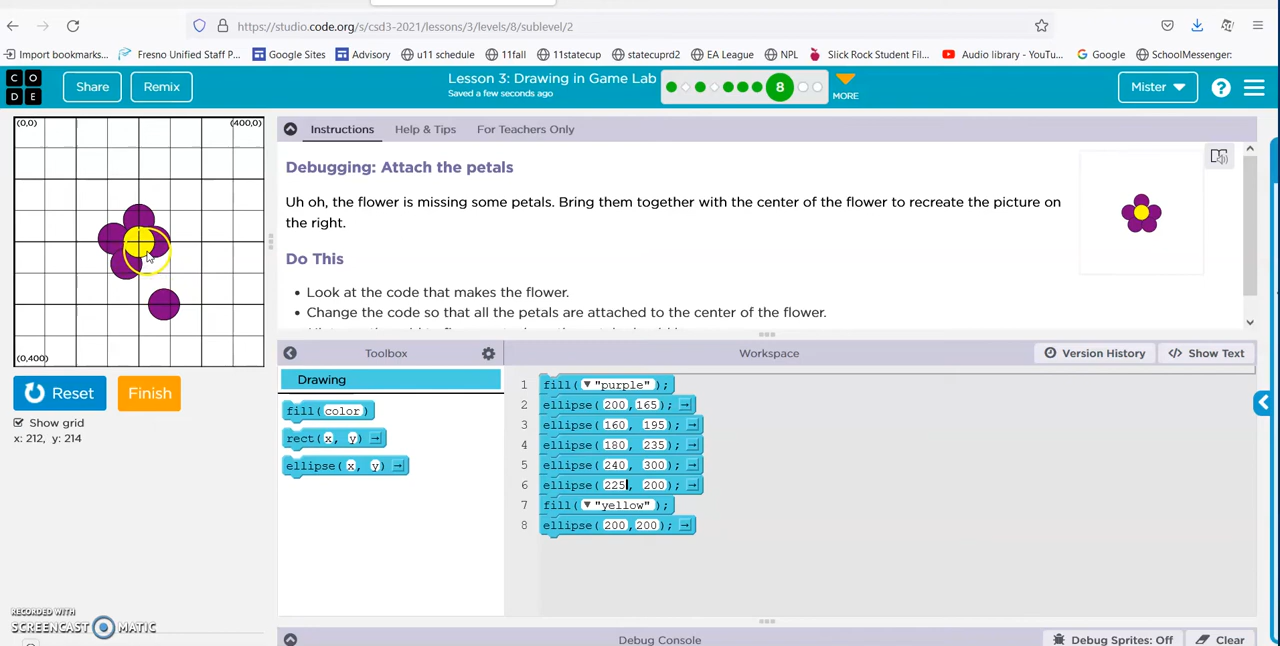 https://studio.code.org/s/csd3-2021/lessons/3/levels/8/sublevel/2
Import bookmarks... Fresno Unified Staff P... Google Sites Advisory u11 schedule 11fall 11statecup statecuprd2 EA League NPL Slick Rock Student Fil... Audio library - YouTu... Google SchoolMessenger:
C O D E Share Remix Lesson 3: Drawing in Game Lab 8 MORE Mister ?
Saved a few seconds ago
(0,0) (400,0)
(0,400)
Instructions Help & Tips For Teachers Only
Debugging: Attach the petals
Uh oh, the flower is missing some petals. Bring them together with the center of the flower to recreate the picture on
the right.
Do This
• Look at the code that makes the flower.
• Change the code so that all the petals are attached to the center of the flower.
Toolbox Workspace Version History </> Show Text
Reset Finish
Show grid
x: 212, y: 214
Drawing
fill(color)
rect(x, y)
ellipse(x, y)
1 fill("purple");
2 ellipse(200,165);
3 ellipse(160, 195);
4 ellipse(180, 235);
5 ellipse(240, 300);
6 ellipse(225, 200);
7 fill("yellow");
8 ellipse(200,200);
RECORDED WITH
SCREENCAST MATIC
Debug Console Debug Sprites: Off Clear